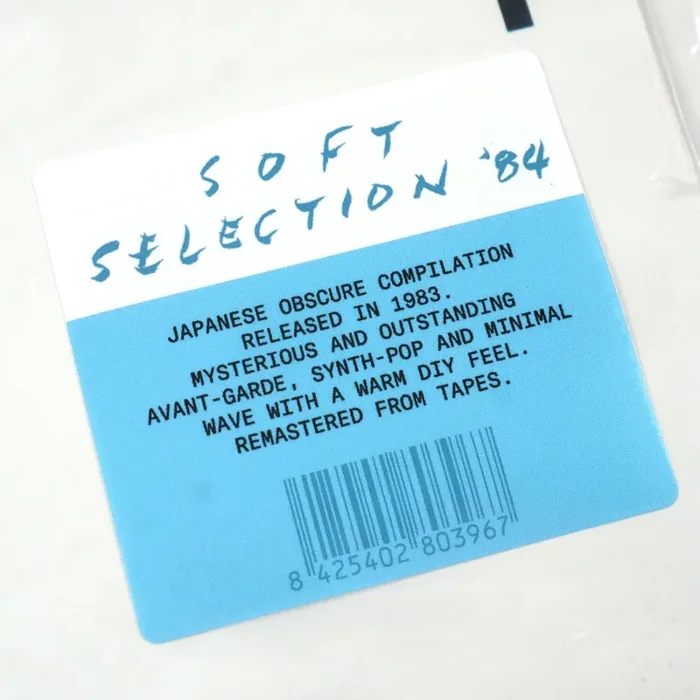 SOFT
SELECTION '84
JAPANESE OBSCURE COMPILATION
RELEASED IN 1983.
MYSTERIOUS AND OUTSTANDING
AVANT-GARDE, SYNTH-POP AND MINIMAL
WAVE WITH A WARM DIY FEEL.
REMASTERED FROM TAPES.
8 425402 803967